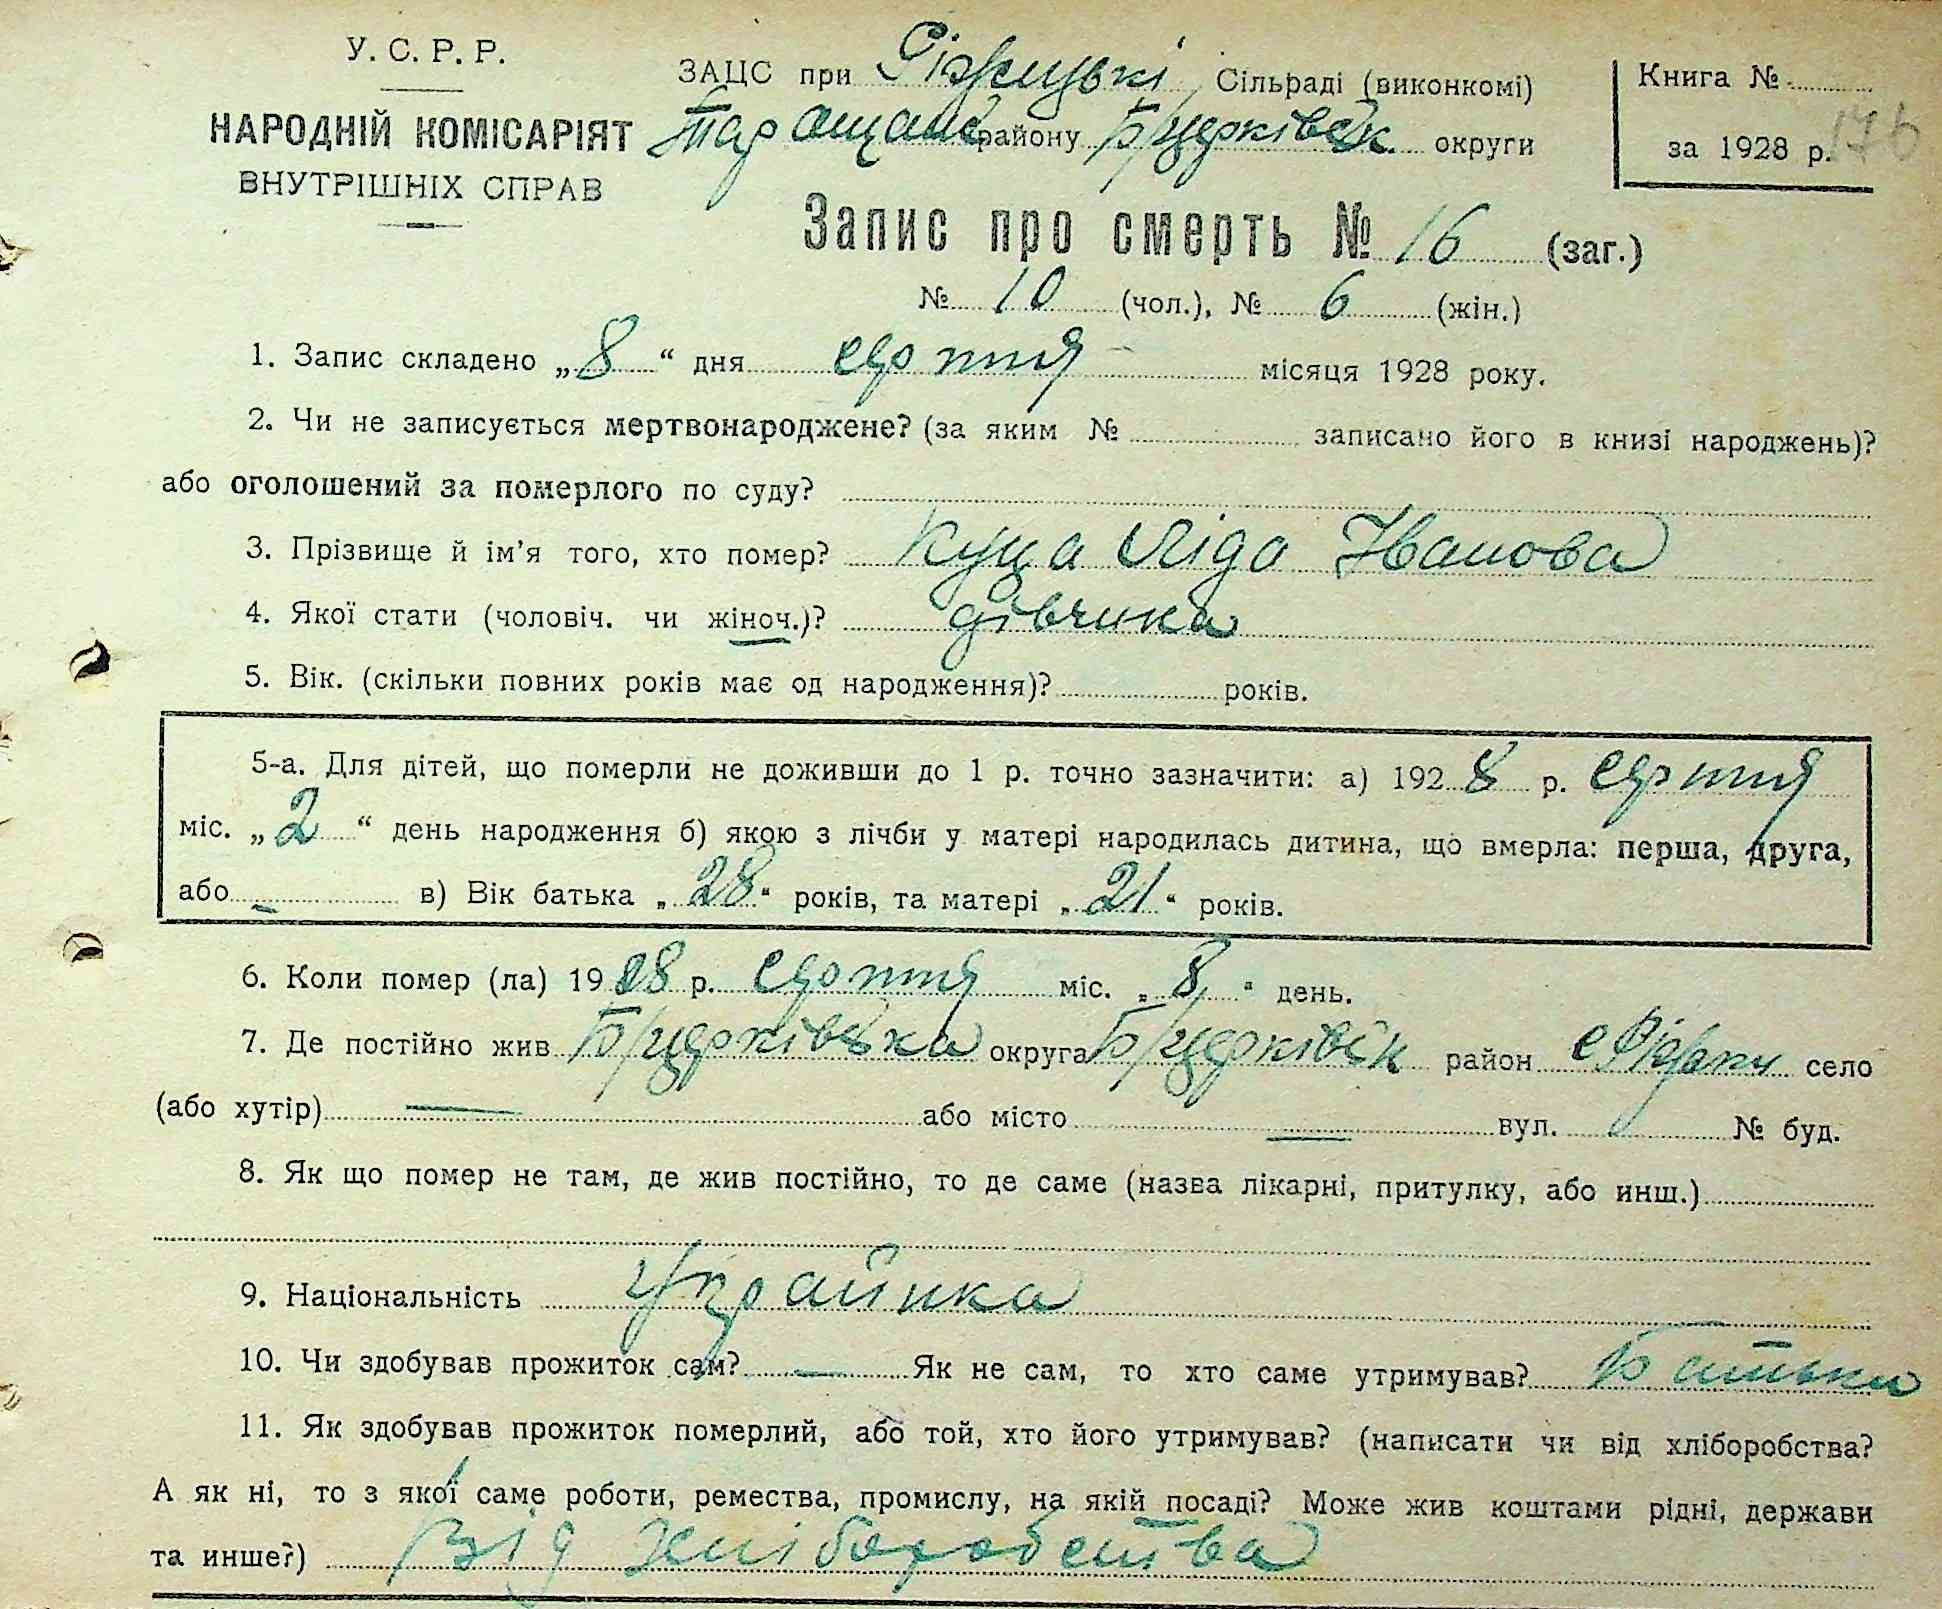 У. С. Р. Р.
НАРОДНІЙ КОМІСАРІЯТ
ВНУТРІШНІХ СПРАВ
ЗАЦС при Ріжицькі Сільраді (виконкомі)
Таращане району Б/церківськ округи
Книга №
за 1928 р. 176
Запис про смерть № 16 (заг.)
№ 10 (чол.), № 6 (жін.)
1. Запис складено „ 8 “ дня серпня місяця 1928 року.
2. Чи не записується мертвонароджене? (за яким № записано його в книзі народжень)?
або оголошений за померлого по суду?
3. Прізвище й ім’я того, хто помер? Куца Ліда Іванова
4. Якої стати (чоловіч. чи жіноч.)? дівчинка
5. Вік. (скільки повних років має од народження)? років.
5-а. Для дітей, що померли не доживши до 1 р. точно зазначити: а) 1928 р. серпня
міс. „ 2 “ день народження б) якою з лічби у матері народилась дитина, що вмерла: перша, друга,
або – в) Вік батька „ 28 “ років, та матері „ 21 “ років.
6. Коли помер (ла) 1928 р. серпня міс. „ 8 “ день.
7. Де постійно жив Б/церківська округа Б/церківськ район с Ріжки село
(або хутір) — або місто — вул. № буд.
8. Як що помер не там, де жив постійно, то де саме (назва лікарні, притулку, або инш.)
9. Національність Українка
10. Чи здобував прожиток сам? — Як не сам, то хто саме утримував? Батьки
11. Як здобував прожиток померлий, або той, хто його утримував? (написати чи від хліборобства?
А як ні, то з якої саме роботи, ремества, промислу, на якій посаді? Може жив коштами рідні, держави
та инше?) Від хліборобства